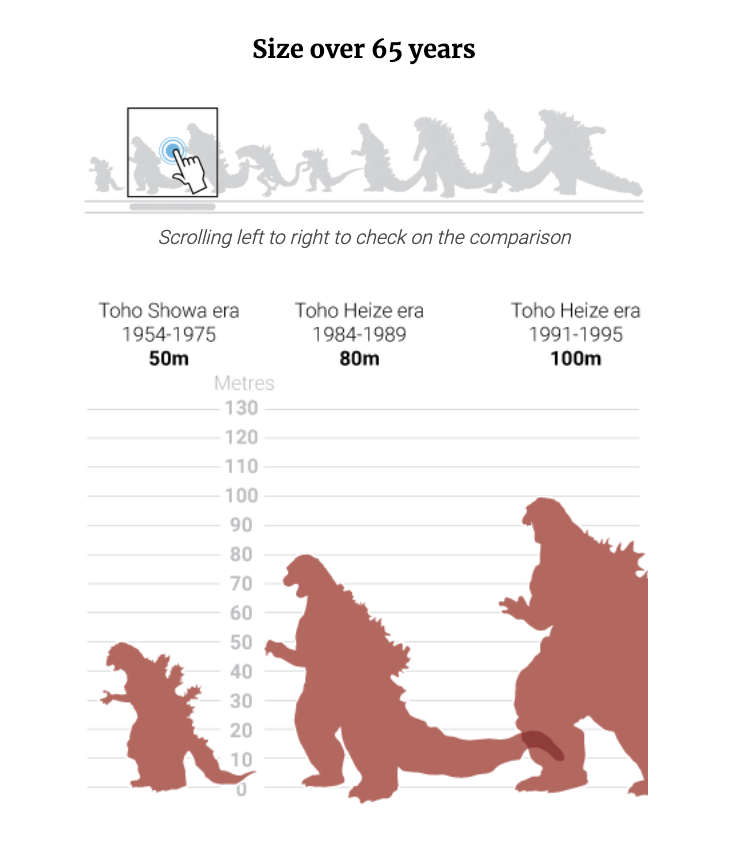 Size over 65 years
Scrolling left to right to check on the comparison
Toho Showa era
1954-1975
50m
Toho Heize era
1984-1989
80m
Toho Heize era
1991-1995
100m
Metres
130
120
110
100
90
80
70
60
50
40
30
20
10
0